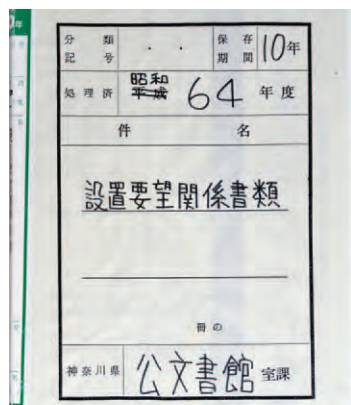 分類記号 ・ ・ 保存期間 10年
処理済 昭和 平成 64 年度
件名
設置要望関係書類
冊の
神奈川県 公文書館 室課